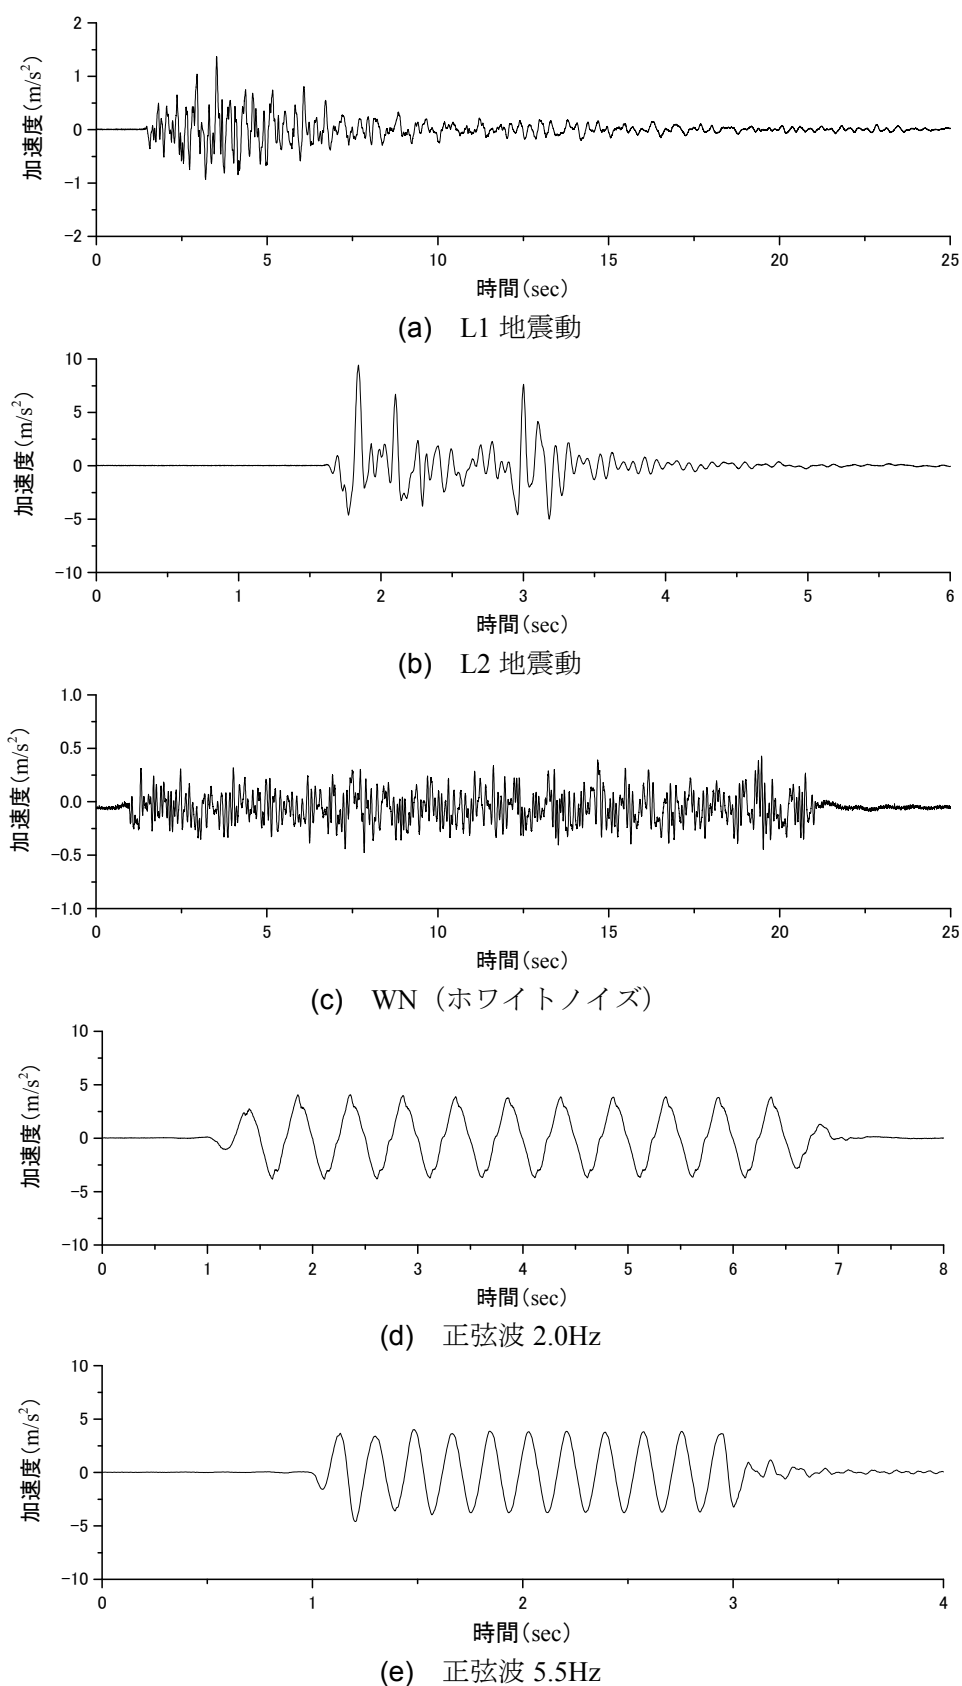 2
1
0
−1
−2
加速度(m/s²)
0 5 10 15 20 25
時間(sec)
(a) L1 地震動
10
5
0
−5
−10
加速度(m/s²)
0 1 2 3 4 5 6
時間(sec)
(b) L2 地震動
1.0
0.5
0.0
−0.5
−1.0
加速度(m/s²)
0 5 10 15 20 25
時間(sec)
(c) WN（ホワイトノイズ）
10
5
0
−5
−10
加速度(m/s²)
0 1 2 3 4 5 6 7 8
時間(sec)
(d) 正弦波 2.0Hz
10
5
0
−5
−10
加速度(m/s²)
0 1 2 3 4
時間(sec)
(e) 正弦波 5.5Hz